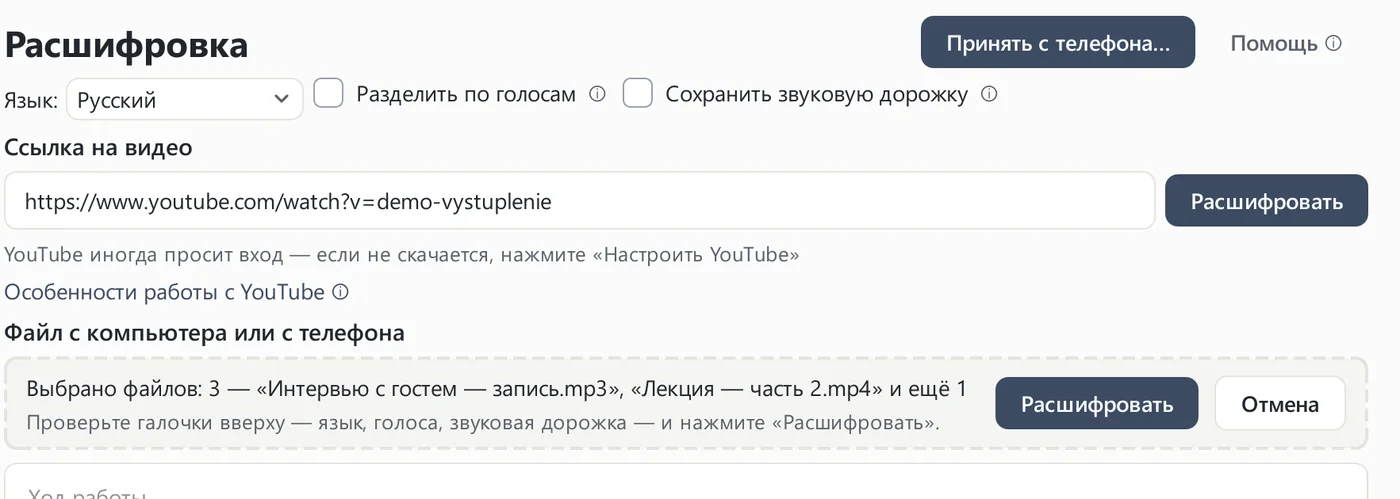 Расшифровка
Принять с телефона...
Помощь
Язык: Русский
Разделить по голосам
Сохранить звуковую дорожку
Ссылка на видео
https://www.youtube.com/watch?v=demo-vystuplenie
Расшифровать
YouTube иногда просит вход — если не скачается, нажмите «Настроить YouTube»
Особенности работы с YouTube
Файл с компьютера или с телефона
Выбрано файлов: 3 — «Интервью с гостем — запись.mp3», «Лекция — часть 2.mp4» и ещё 1
Проверьте галочки вверху — язык, голоса, звуковая дорожка — и нажмите «Расшифровать».
Расшифровать
Отмена
Ход работы